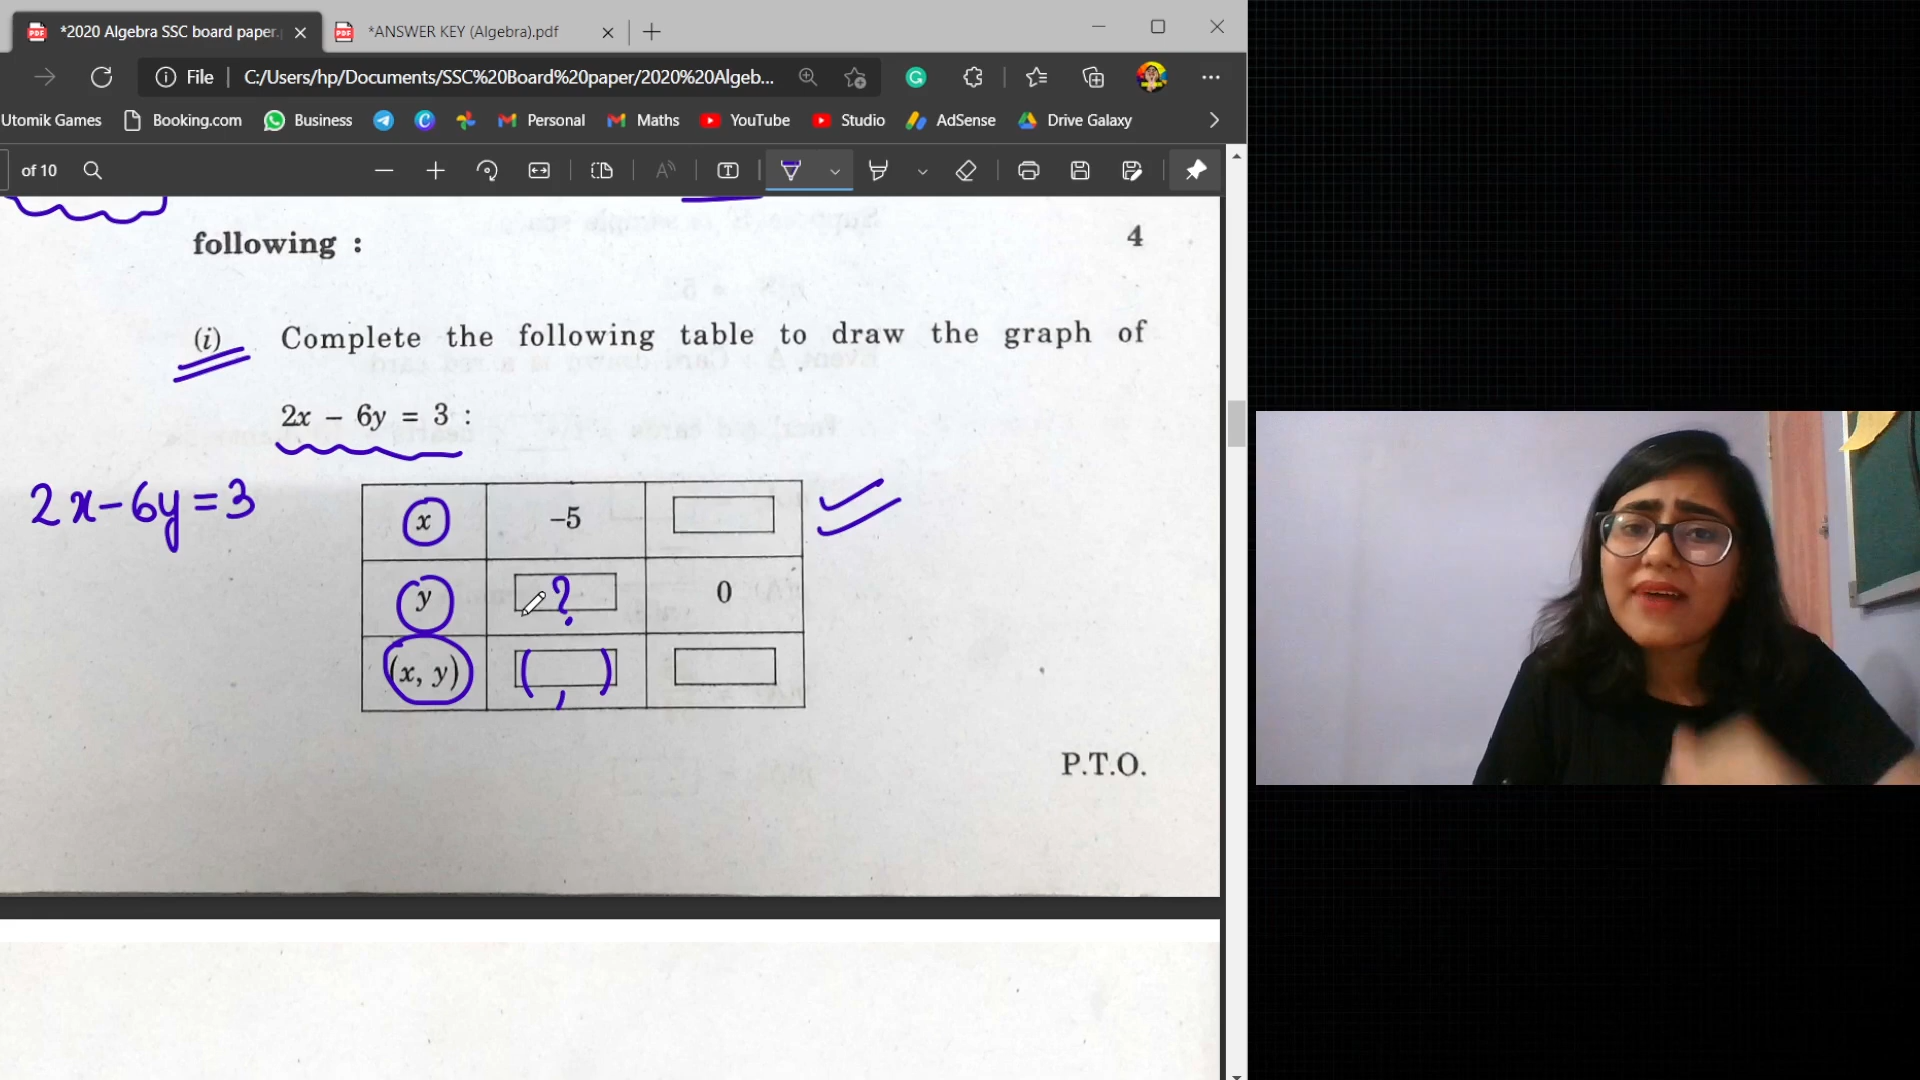 *2020 Algebra SSC board paper.
*ANSWER KEY (Algebra).pdf
File
C:/Users/hp/Documents/SSC%20Board%20paper/2020%20Algeb...
Utomik Games
Booking.com
Business
Personal
Maths
YouTube
Studio
AdSense
Drive Galaxy
of 10
following : 4
(i) Complete the following table to draw the graph of
2x – 6y = 3 :
2x-6y=3
x –5
y ? 0
(x, y) ( , )
P.T.O.